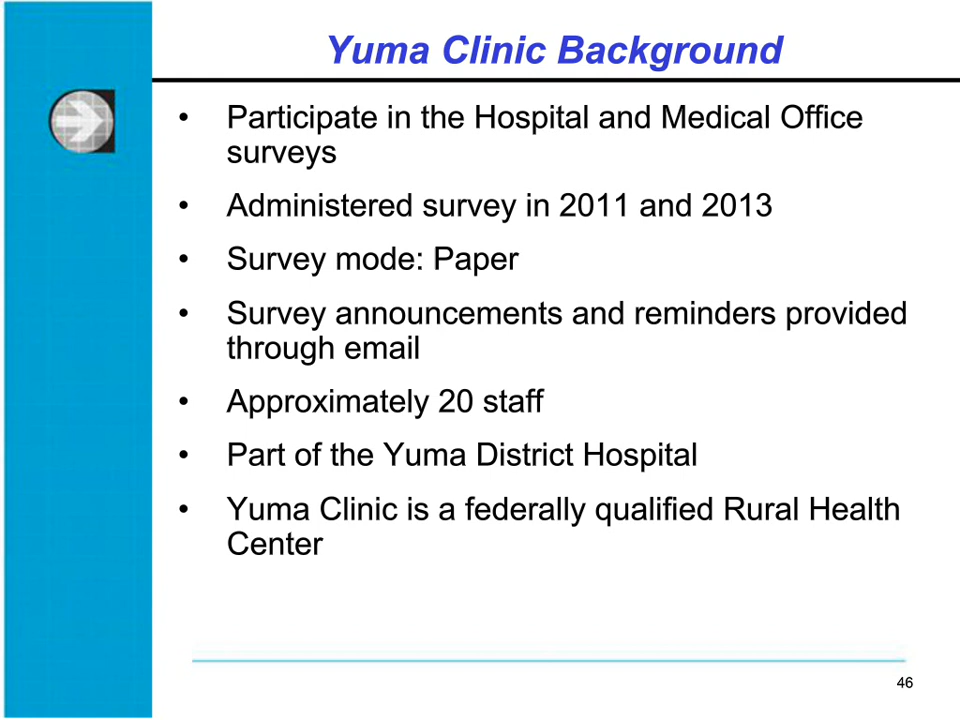 Yuma Clinic Background
• Participate in the Hospital and Medical Office
surveys
• Administered survey in 2011 and 2013
• Survey mode: Paper
• Survey announcements and reminders provided
through email
• Approximately 20 staff
• Part of the Yuma District Hospital
• Yuma Clinic is a federally qualified Rural Health
Center
46